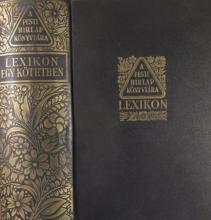 A
PESTI
HIRLAP
KÖNYVTÁRA
LEXIKON
EGY KÖTETBEN
A
PESTI
HIRLAP
KÖNYVTÁRA
LEXIKON